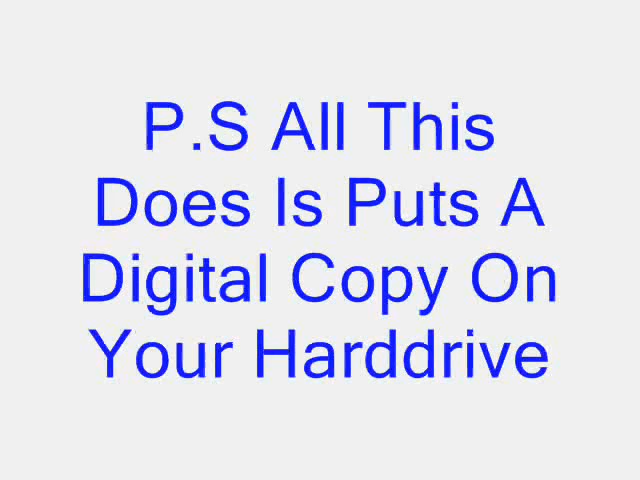 P.S All This
Does Is Puts A
Digital Copy On
Your Harddrive